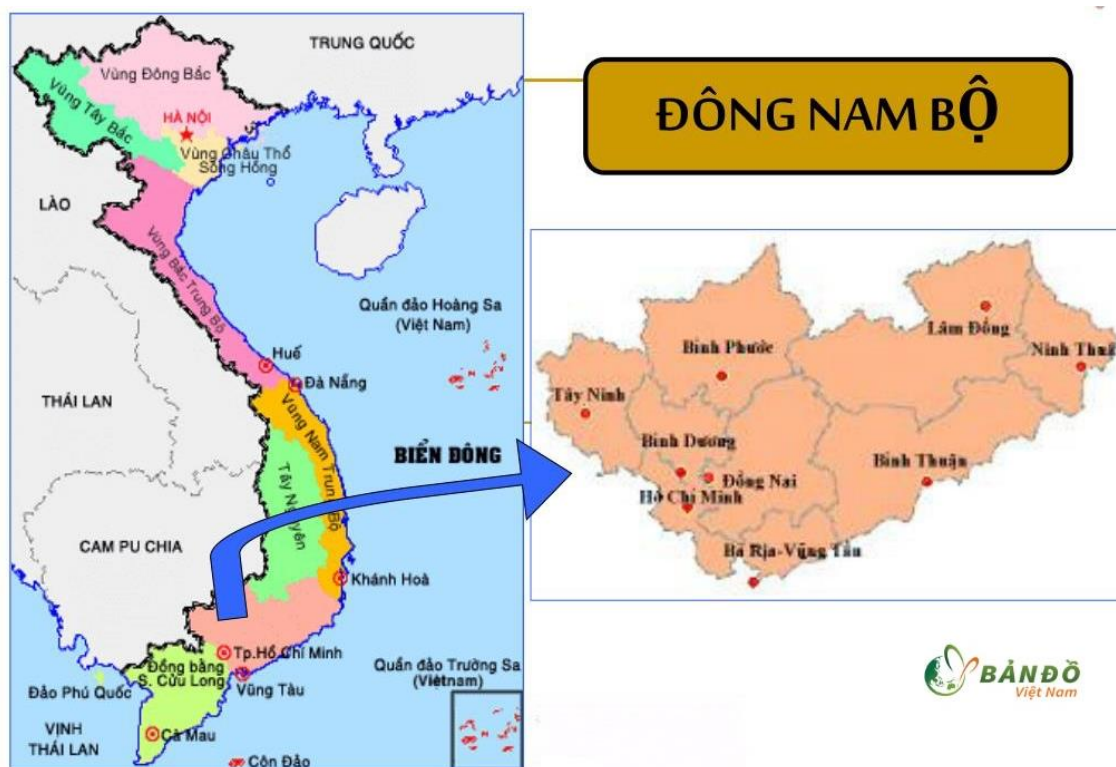 ĐÔNG NAM BỘ
TRUNG QUỐC
Vùng Đông Bắc
Vùng Tây Bắc
HÀ NỘI
Vùng Châu Thổ
Sông Hồng
LÀO
Vùng Bắc Trung Bộ
Quần đảo Hoàng Sa
(Việt Nam)
Huế
Đà Nẵng
THÁI LAN
Vùng Nam Trung Bộ
BIỂN ĐÔNG
Tây Nguyên
CAM PU CHIA
Khánh Hoà
Tp.Hồ Chí Minh
Đồng bằng
S. Cửu Long
Vũng Tàu
Quần đảo Trường Sa
(Việtnam)
Đảo Phú Quốc
VỊNH
THÁI LAN
Cà Mau
Côn Đảo
Lâm Đồng
Bình Phước
Ninh Thuậ
Tây Ninh
Bình Dương
Bình Thuận
Đồng Nai
Hồ Chí Minh
Bà Rịa-Vũng Tàu
BẢN ĐỒ
Việt Nam